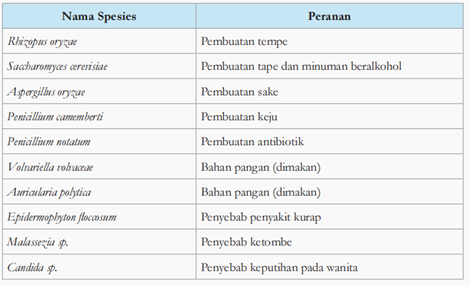 Nama Spesies Peranan
Rhizopus oryzae Pembuatan tempe
Saccharomyces cerevisiae Pembuatan tape dan minuman beralkohol
Aspergillus oryzae Pembuatan sake
Penicillium camemberti Pembuatan keju
Penicillium notatum Pembuatan antibiotik
Volvariella volvaceae Bahan pangan (dimakan)
Auricularia polytica Bahan pangan (dimakan)
Epidermophyton floccosum Penyebab penyakit kurap
Malassezia sp. Penyebab ketombe
Candida sp. Penyebab keputihan pada wanita